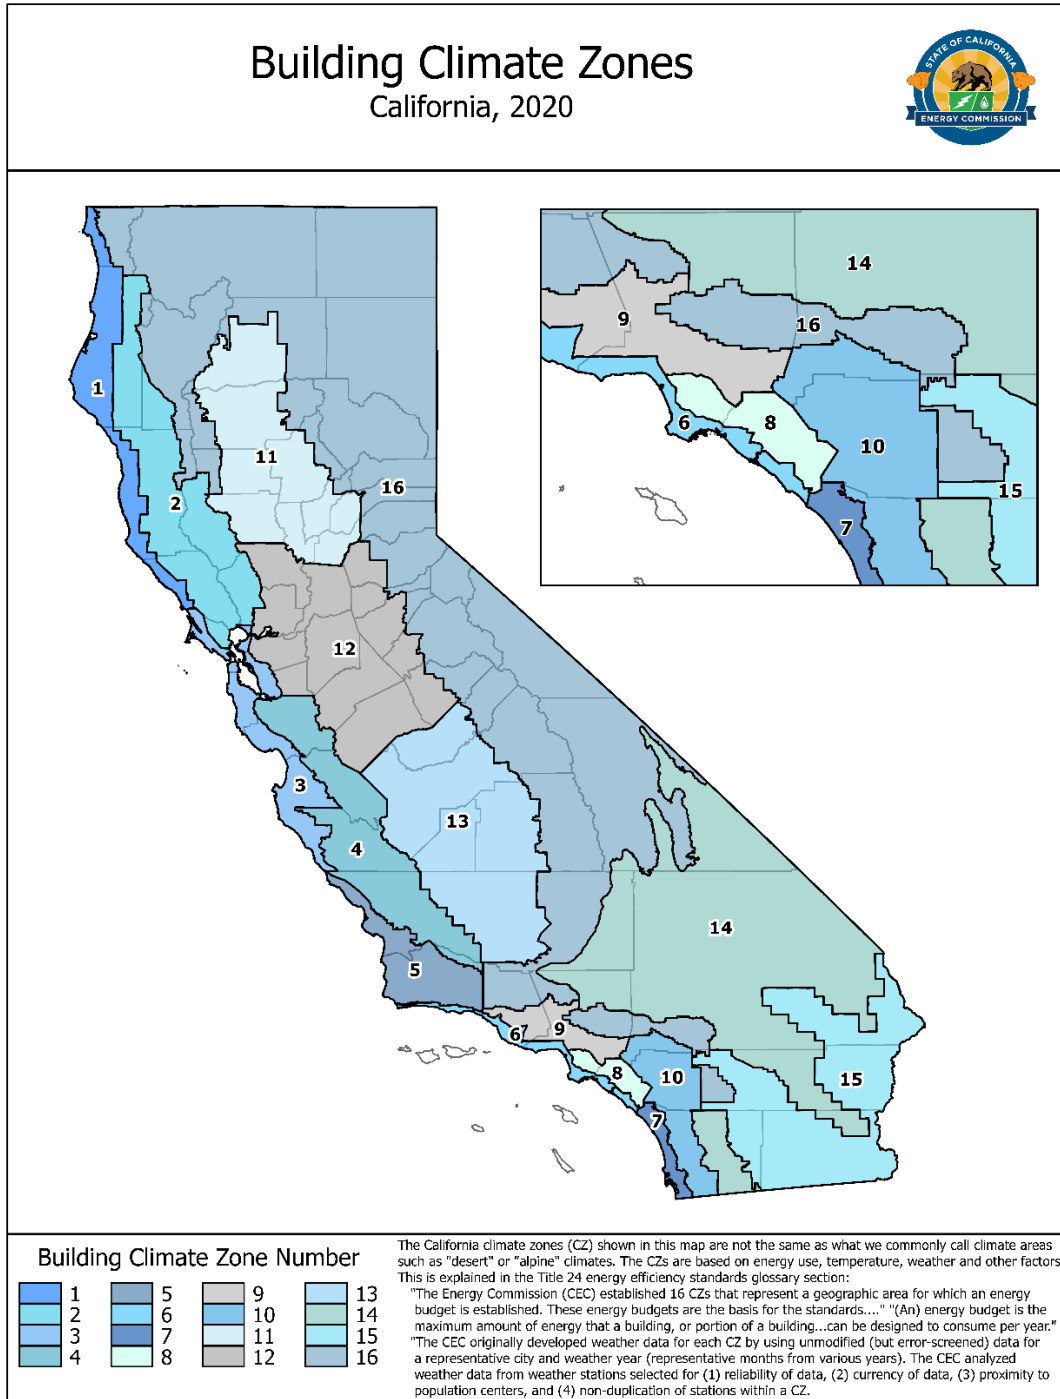 Building Climate Zones
California, 2020
STATE OF CALIFORNIA
ENERGY COMMISSION
1
2
11
16
12
3
4
13
14
5
6
9
8
10
7
15
14
9
16
6
8
10
15
7
Building Climate Zone Number
1
2
3
4
5
6
7
8
9
10
11
12
13
14
15
16
The California climate zones (CZ) shown in this map are not the same as what we commonly call climate areas
such as "desert" or "alpine" climates. The CZs are based on energy use, temperature, weather and other factors
This is explained in the Title 24 energy efficiency standards glossary section:
"The Energy Commission (CEC) established 16 CZs that represent a geographic area for which an energy
budget is established. These energy budgets are the basis for the standards...." "(An) energy budget is the
maximum amount of energy that a building, or portion of a building...can be designed to consume per year."
"The CEC originally developed weather data for each CZ by using unmodified (but error-screened) data for
a representative city and weather year (representative months from various years). The CEC analyzed
weather data from weather stations selected for (1) reliability of data, (2) currency of data, (3) proximity to
population centers, and (4) non-duplication of stations within a CZ.